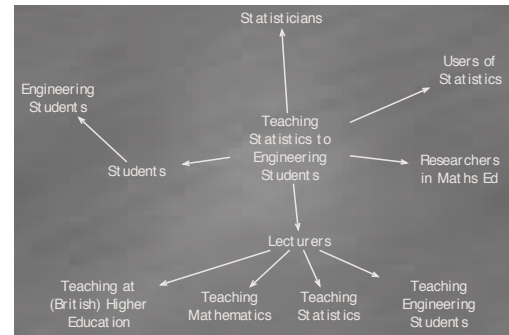 Statisticians
Users of
Statistics
Engineering
Students
Teaching
Statistics to
Engineering
Students
Students
Researchers
in Maths Ed
Lecturers
Teaching at
(British) Higher
Education
Teaching
Mathematics
Teaching
Statistics
Teaching
Engineering
Students